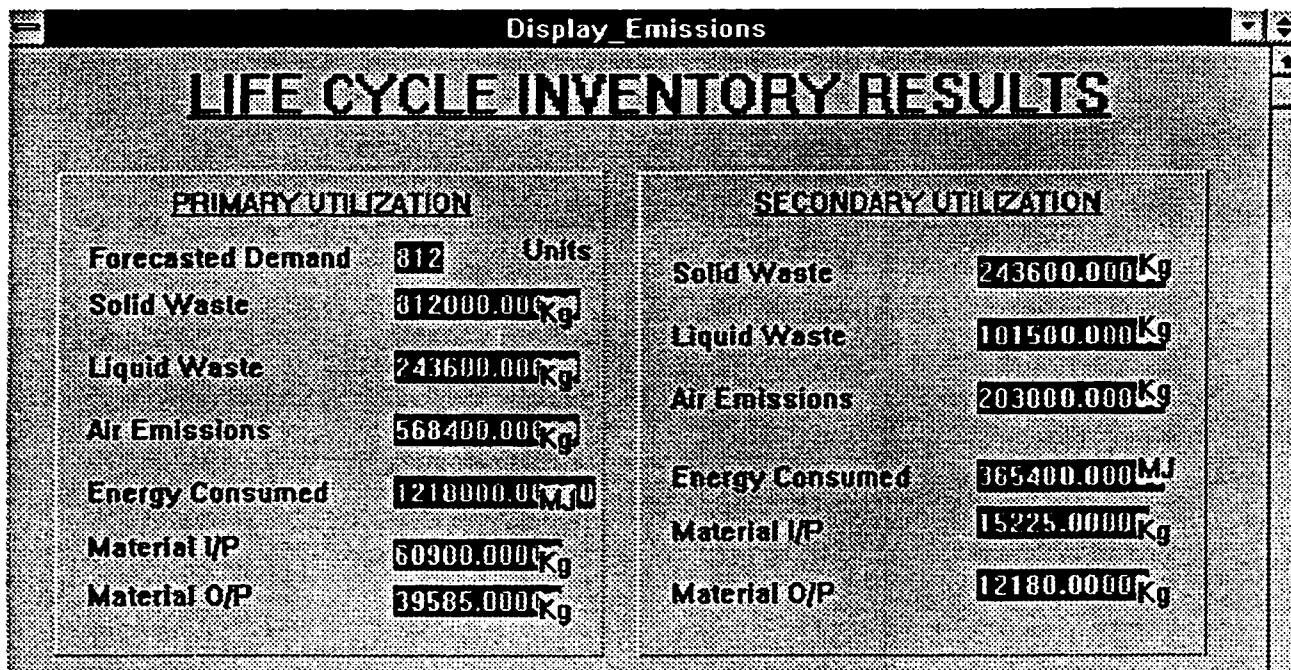 Display_Emissions
LIFE CYCLE INVENTORY RESULTS
PRIMARY UTILIZATION
Forecasted Demand 812 Units
Solid Waste 812000.000 Kg
Liquid Waste 243600.000 Kg
Air Emissions 568400.000 Kg
Energy Consumed 1218000.00 MJ 0
Material I/P 60900.000 Kg
Material O/P 39585.000 Kg
SECONDARY UTILIZATION
Solid Waste 243600.000 Kg
Liquid Waste 101500.000 Kg
Air Emissions 203000.000 Kg
Energy Consumed 365400.000 MJ
Material I/P 15225.0000 Kg
Material O/P 12180.0000 Kg